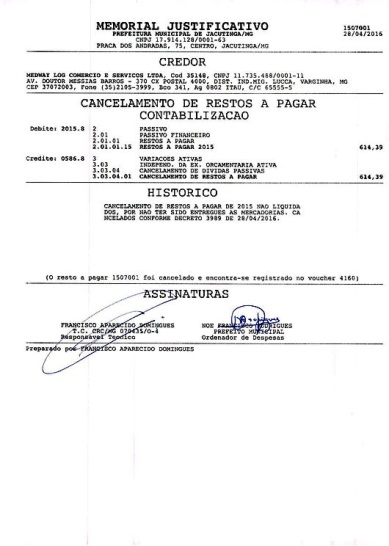 MEMORIAL JUSTIFICATIVO 1507001
PREFEITURA MUNICIPAL DE JACUTINGA/MG 28/04/2016
CNPJ 17.914.128/0001-63
PRACA DOS ANDRADAS, 75, CENTRO, JACUTINGA/MG
CREDOR
MEDWAY LOG COMERCIO E SERVICOS LTDA, Cod 35148, CNPJ 11.735.488/0001-11
AV. DOUTOR MESSIAS BARROS - 370 CX POSTAL 4000, DIST. IND.MIG. LUCCA, VARGINHA, MG
CEP 37072003, Fone (35)2105-3999, Bco 341, Ag 0802 ITAU, C/C 65555-5
CANCELAMENTO DE RESTOS A PAGAR
CONTABILIZACAO
Debite: 2015.8 2 PASSIVO
2.01 PASSIVO FINANCEIRO
2.01.01 RESTOS A PAGAR
2.01.01.15 RESTOS A PAGAR 2015 614,39
Credite: 0586.8 3 VARIACOES ATIVAS
3.03 INDEPEND. DA EX. ORCAMENTARIA ATIVA
3.03.04 CANCELAMENTO DE DIVIDAS PASSIVAS
3.03.04.01 CANCELAMENTO DE RESTOS A PAGAR 614,39
HISTORICO
CANCELAMENTO DE RESTOS A PAGAR DE 2015 NAO LIQUIDA
DOS, POR NAO TER SIDO ENTREGUES AS MERCADORIAS. CA
NCELADOS CONFORME DECRETO 3989 DE 28/04/2016.
(O resto a pagar 1507001 foi cancelado e encontra-se registrado no voucher 4160)
ASSINATURAS
FRANCISCO APARECIDO DOMINGUES NOE FRANCISCO RODRIGUES
T.C. CRC/MG PREFEITO MUNICIPAL
Responsavel Tecnico Ordenador de Despesas
Preparado por FRANCISCO APARECIDO DOMINGUES